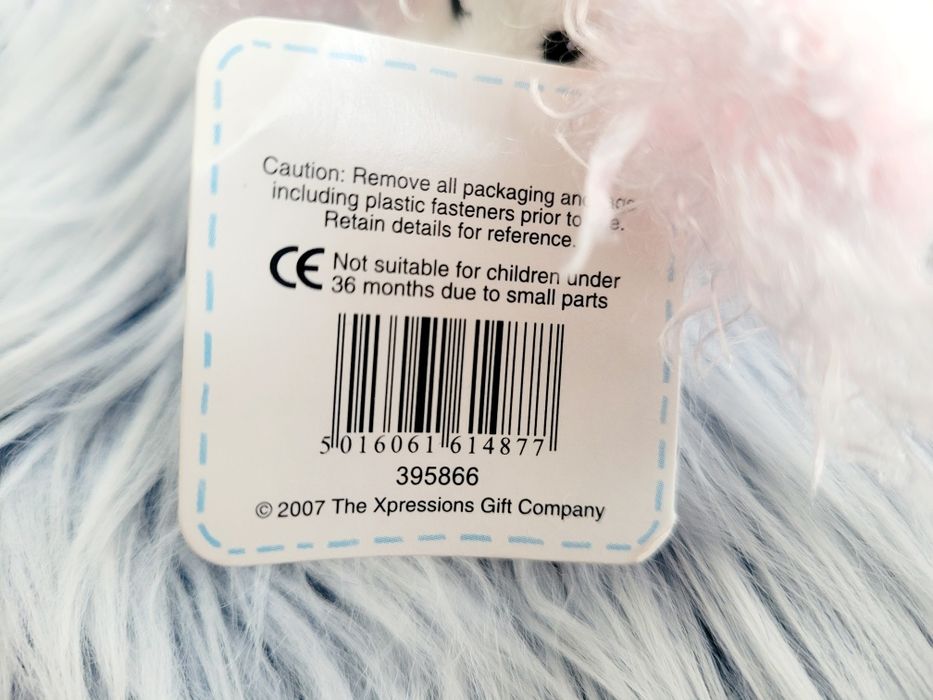 Caution: Remove all packaging
including plastic fasteners prior to
Retain details for reference.
CE Not suitable for children under
36 months due to small parts
5 016061 614877
395866
© 2007 The Xpressions Gift Company